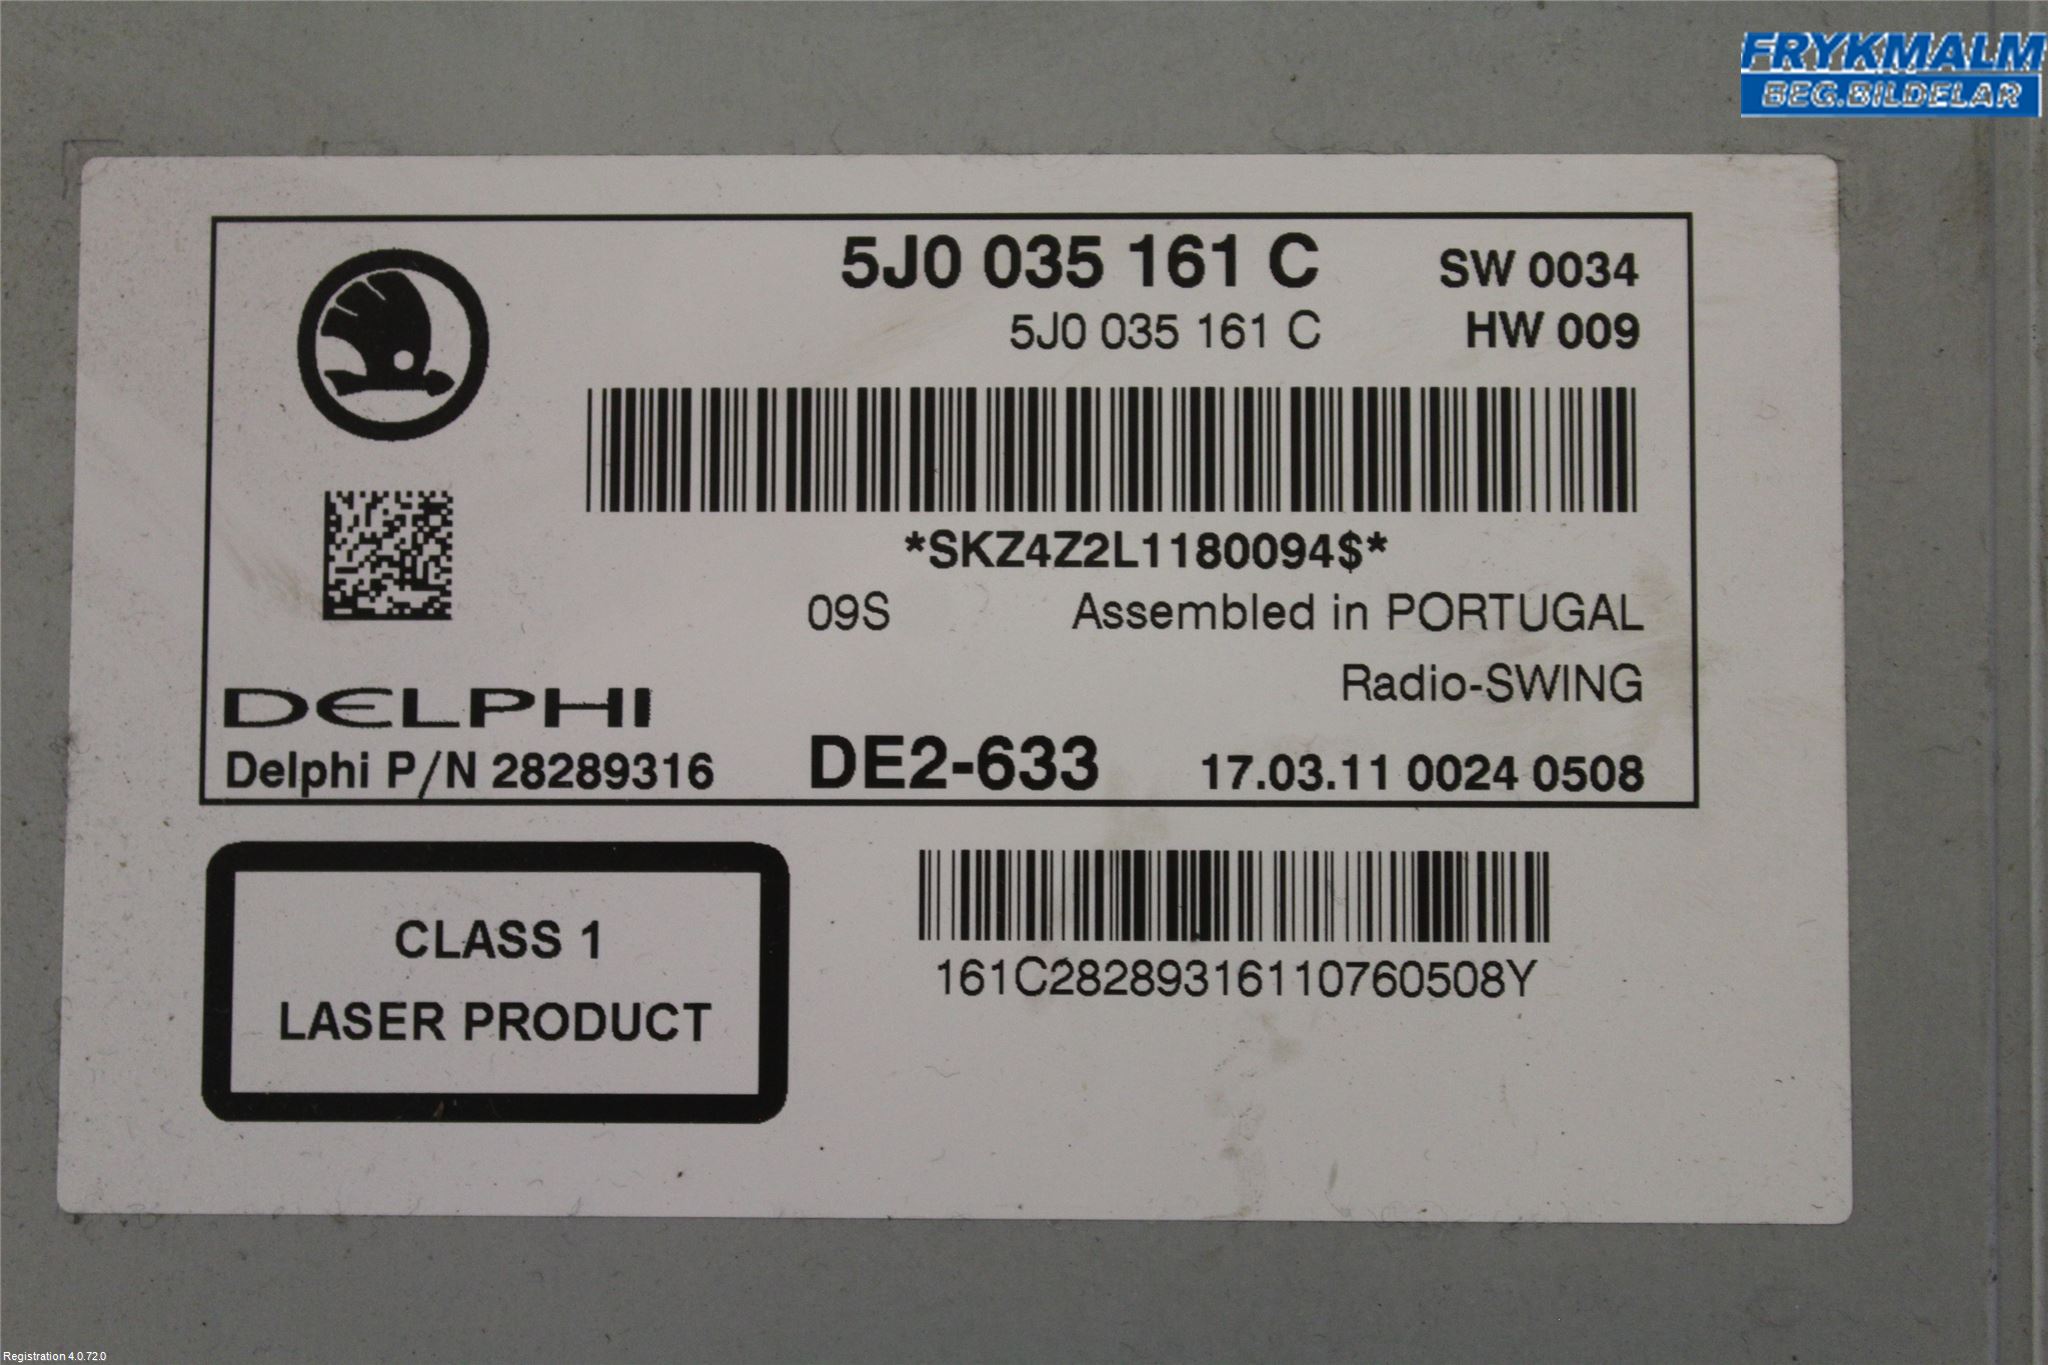 FRYKMALM
BEG.BILDELAR
5J0 035 161 C
SW 0034
5J0 035 161 C
HW 009
*SKZ4Z2L1180094$*
09S
Assembled in PORTUGAL
Radio-SWING
DELPHI
Delphi P/N 28289316
DE2-633
17.03.11 0024 0508
CLASS 1
LASER PRODUCT
161C28289316110760508Y
Registration 4.0.72.0